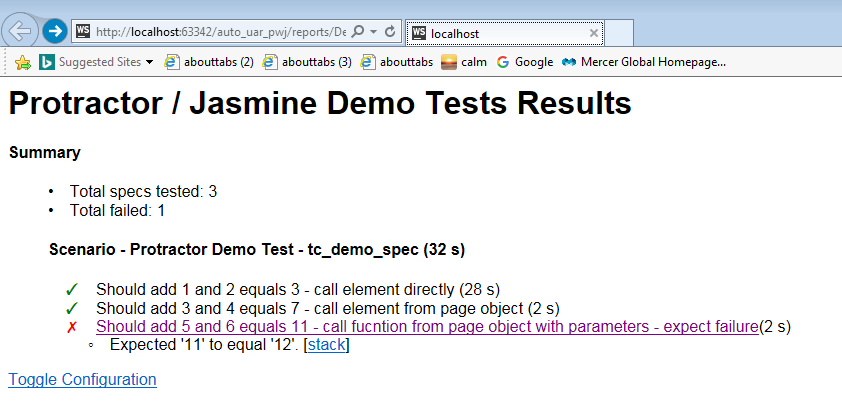 WS http://localhost:63342/auto_uar_pwj/reports/De
WS localhost
Suggested Sites abouttabs (2) abouttabs (3) abouttabs calm Google Mercer Global Homepage...
Protractor / Jasmine Demo Tests Results
Summary
• Total specs tested: 3
• Total failed: 1
Scenario - Protractor Demo Test - tc_demo_spec (32 s)
✓ Should add 1 and 2 equals 3 - call element directly (28 s)
✓ Should add 3 and 4 equals 7 - call element from page object (2 s)
✗ Should add 5 and 6 equals 11 - call fucntion from page object with parameters - expect failure(2 s)
◦ Expected '11' to equal '12'. [stack]
Toggle Configuration